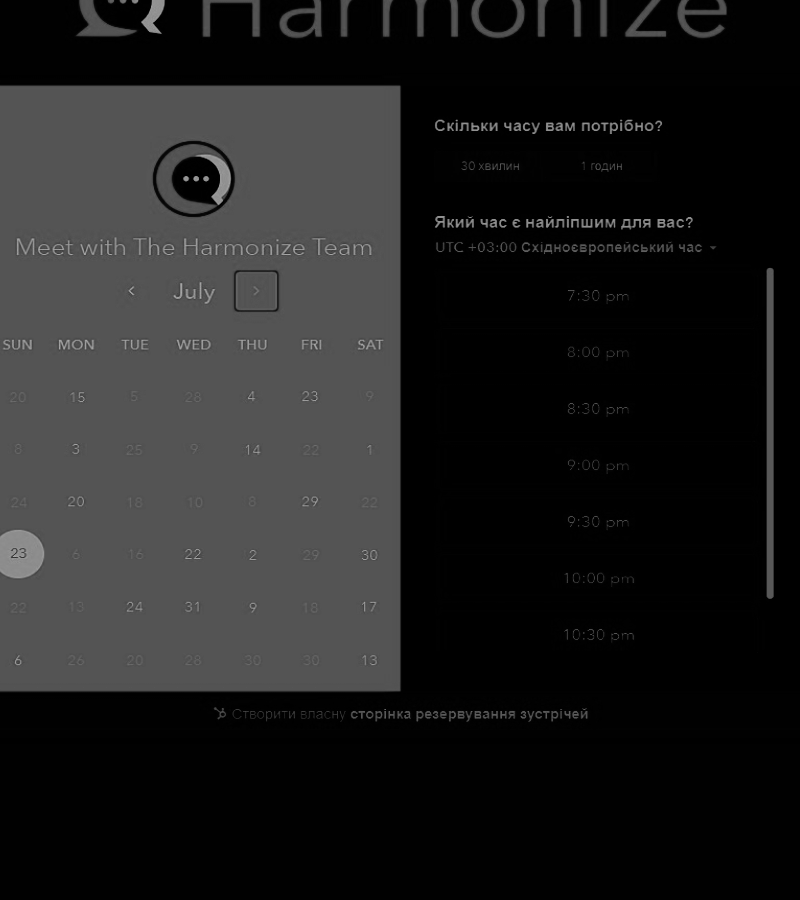 Harmonize
Meet with The Harmonize Team
July
SUN MON TUE WED THU FRI SAT
20 15 5 28 4 23 9
8 3 25 9 14 22 1
24 20 18 10 8 29 22
23 6 16 22 2 29 30
22 13 24 31 9 18 17
6 26 20 28 30 30 13
Скільки часу вам потрібно?
30 хвилин 1 годин
Який час є найліпшим для вас?
UTC +03:00 Східноєвропейський час
7:30 pm
8:00 pm
8:30 pm
9:00 pm
9:30 pm
10:00 pm
10:30 pm
Створити власну сторінка резервування зустрічей